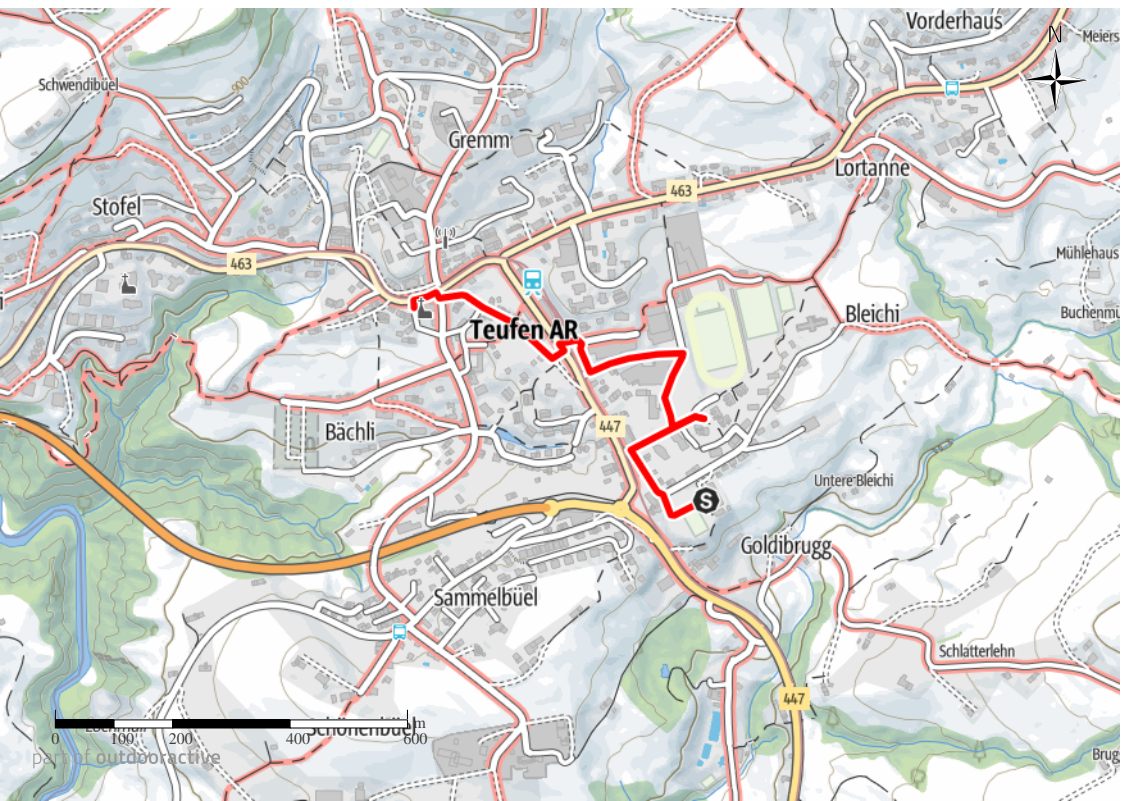 Vorderhaus
N
Meiers
Schwendibüel
900
Gremm
Lortanne
463
Stofel
463
Mühlehaus
Bleichi
Buchenmü
Teufen AR
447
Bächli
Untere Bleichi
S
Goldibrugg
Sammelbüel
Schlatterlehn
447
m
0 100 200 400 600
part of outdooractive
Brug